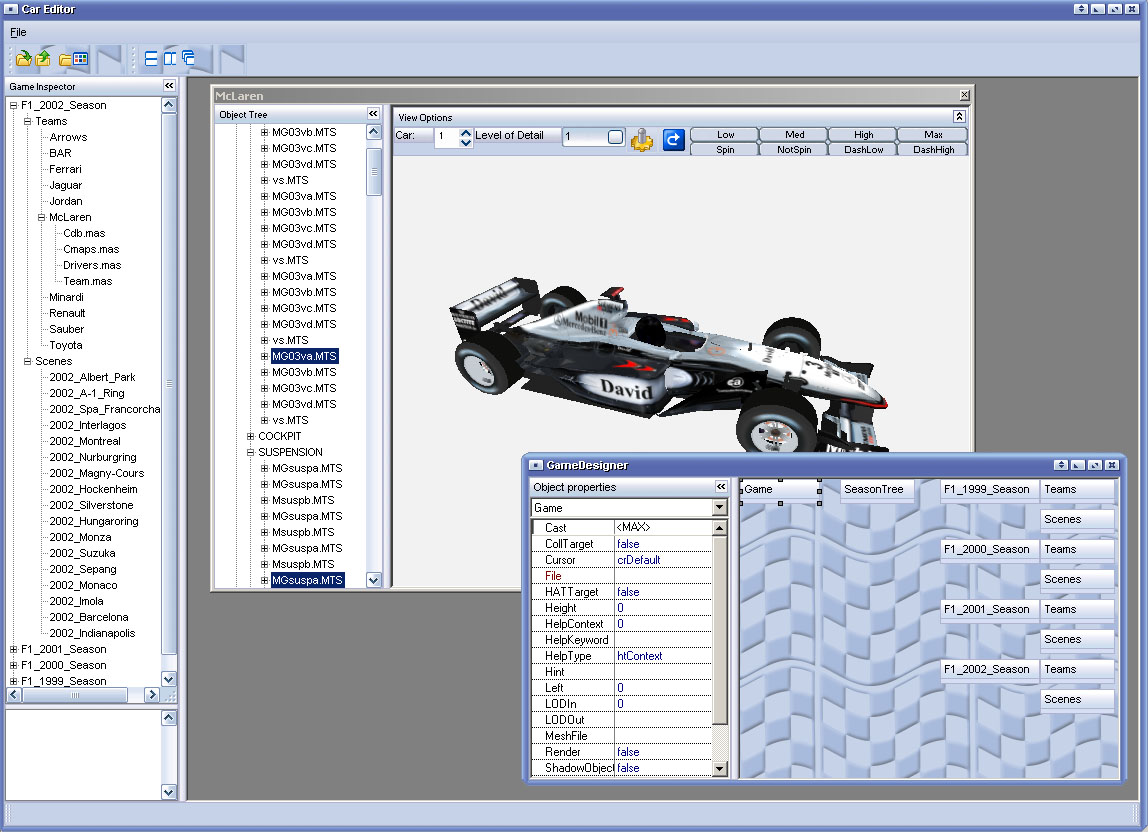 Car Editor
File
Game Inspector
F1_2002_Season
Teams
Arrows
BAR
Ferrari
Jaguar
Jordan
McLaren
Cdb.mas
Cmaps.mas
Drivers.mas
Team.mas
Minardi
Renault
Sauber
Toyota
Scenes
2002_Albert_Park
2002_A-1_Ring
2002_Spa_Francorcha
2002_Interlagos
2002_Montreal
2002_Nurburgring
2002_Magny-Cours
2002_Hockenheim
2002_Silverstone
2002_Hungaroring
2002_Monza
2002_Suzuka
2002_Sepang
2002_Monaco
2002_Imola
2002_Barcelona
2002_Indianapolis
F1_2001_Season
F1_2000_Season
F1_1999_Season
McLaren
Object Tree
MG03vb.MTS
MG03vc.MTS
MG03vd.MTS
vs.MTS
MG03va.MTS
MG03vb.MTS
MG03vc.MTS
MG03vd.MTS
vs.MTS
MG03va.MTS
MG03vb.MTS
MG03vc.MTS
MG03vd.MTS
vs.MTS
MG03va.MTS
MG03vb.MTS
MG03vc.MTS
MG03vd.MTS
vs.MTS
COCKPIT
SUSPENSION
MGsuspa.MTS
MGsuspa.MTS
Msuspb.MTS
MGsuspa.MTS
Msuspb.MTS
MGsuspa.MTS
Msuspb.MTS
MGsuspa.MTS
View Options
Car: 1 Level of Detail 1
Low Med High Max
Spin NotSpin DashLow DashHigh
David
Mobil 1
Mercedes-Benz
David
David
GameDesigner
Object properties
Game
Cast <MAX>
CollTarget false
Cursor crDefault
File
HATTarget false
Height 0
HelpContext 0
HelpKeyword
HelpType htContext
Hint
Left 0
LODIn 0
LODOut
MeshFile
Render false
ShadowObject false
Game SeasonTree F1_1999_Season Teams
Scenes
F1_2000_Season Teams
Scenes
F1_2001_Season Teams
Scenes
F1_2002_Season Teams
Scenes